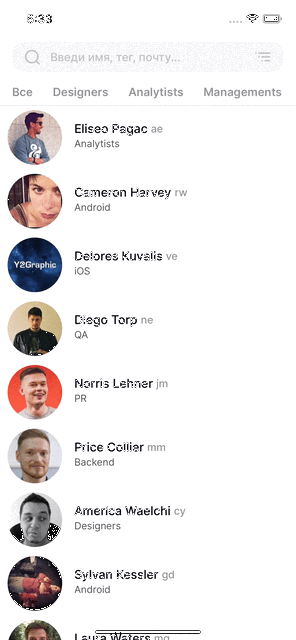 6:33
Введи имя, тег, почту...
Все Designers Analytists Managements
Eliseo Pagac ae
Analytists
Cameron Harvey rw
Android
Y2Graphic
Delores Kuvalis ve
iOS
Diego Torp ne
QA
Norris Lehner jm
PR
Price Collier mm
Backend
America Waelchi cy
Designers
Sylvan Kessler gd
Android
Laura Waters mg